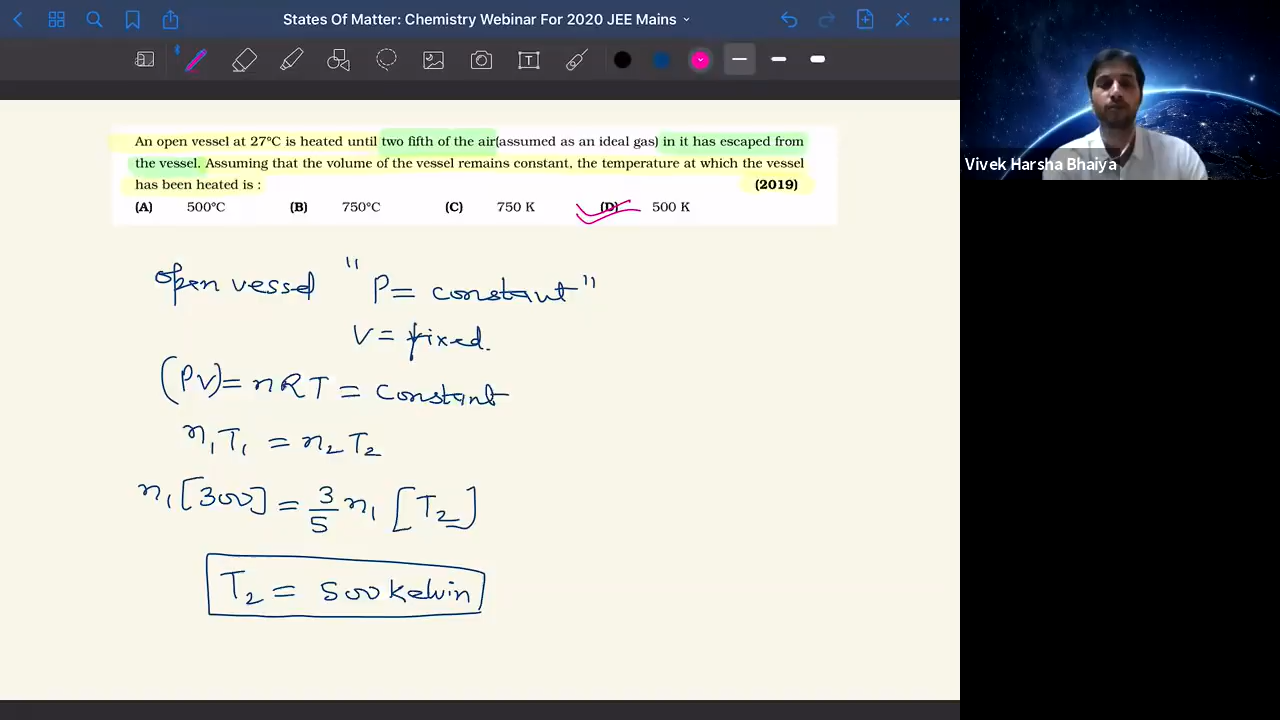 States Of Matter: Chemistry Webinar For 2020 JEE Mains
T
Vivek Harsha Bhaiya
An open vessel at 27°C is heated until two fifth of the air(assumed as an ideal gas) in it has escaped from
the vessel. Assuming that the volume of the vessel remains constant, the temperature at which the vessel
has been heated is : (2019)
(A) 500°C (B) 750°C (C) 750 K (D) 500 K
open vessel "P = constant"
V = fixed.
(PV) = nRT = constant
n₁T₁ = n₂T₂
n₁[300] = 3/5 n₁ [T₂]
T₂ = 500 Kelvin